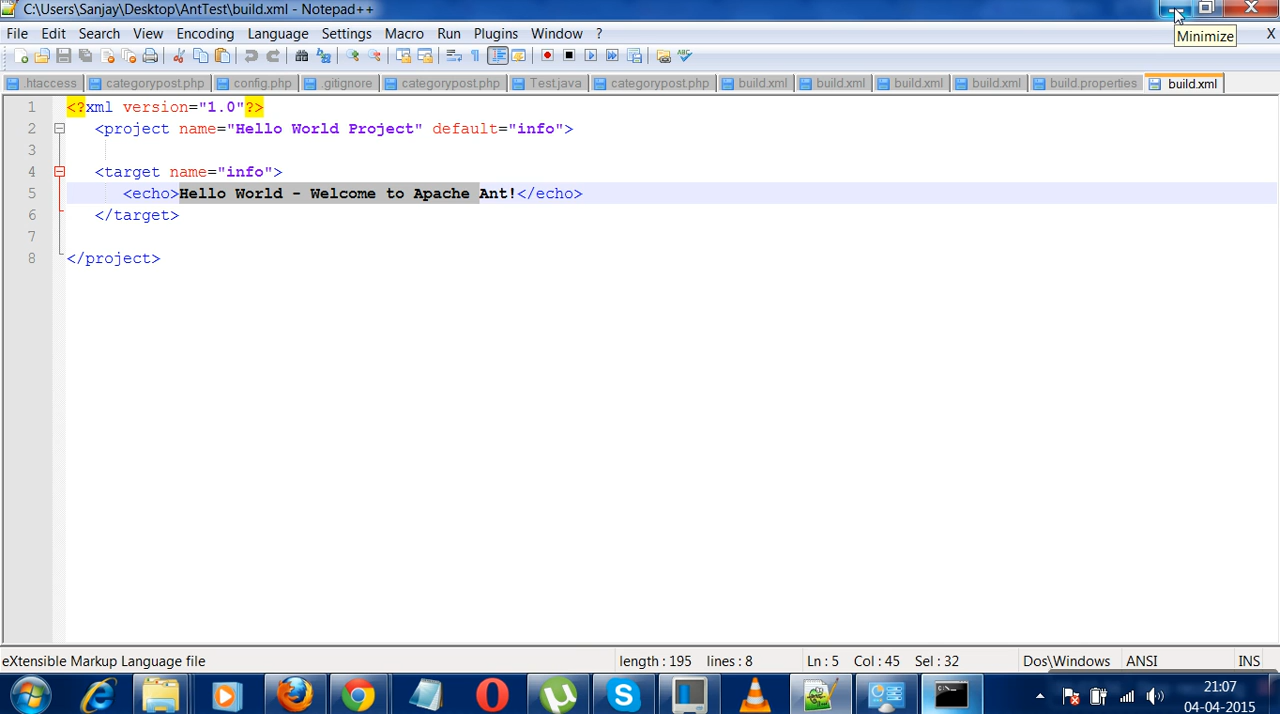 C:\Users\Sanjay\Desktop\AntTest\build.xml - Notepad++
Minimize
File Edit Search View Encoding Language Settings Macro Run Plugins Window ? X
.htaccess categorypost.php config.php .gitignore categorypost.php Test.java categorypost.php build.xml build.xml build.xml build.xml build.properties build.xml
1 <?xml version="1.0"?>
2 <project name="Hello World Project" default="info">
3
4 <target name="info">
5 <echo>Hello World - Welcome to Apache Ant!</echo>
6 </target>
7
8 </project>
eXtensible Markup Language file length : 195 lines : 8 Ln : 5 Col : 45 Sel : 32 Dos\Windows ANSI INS
21:07
04-04-2015